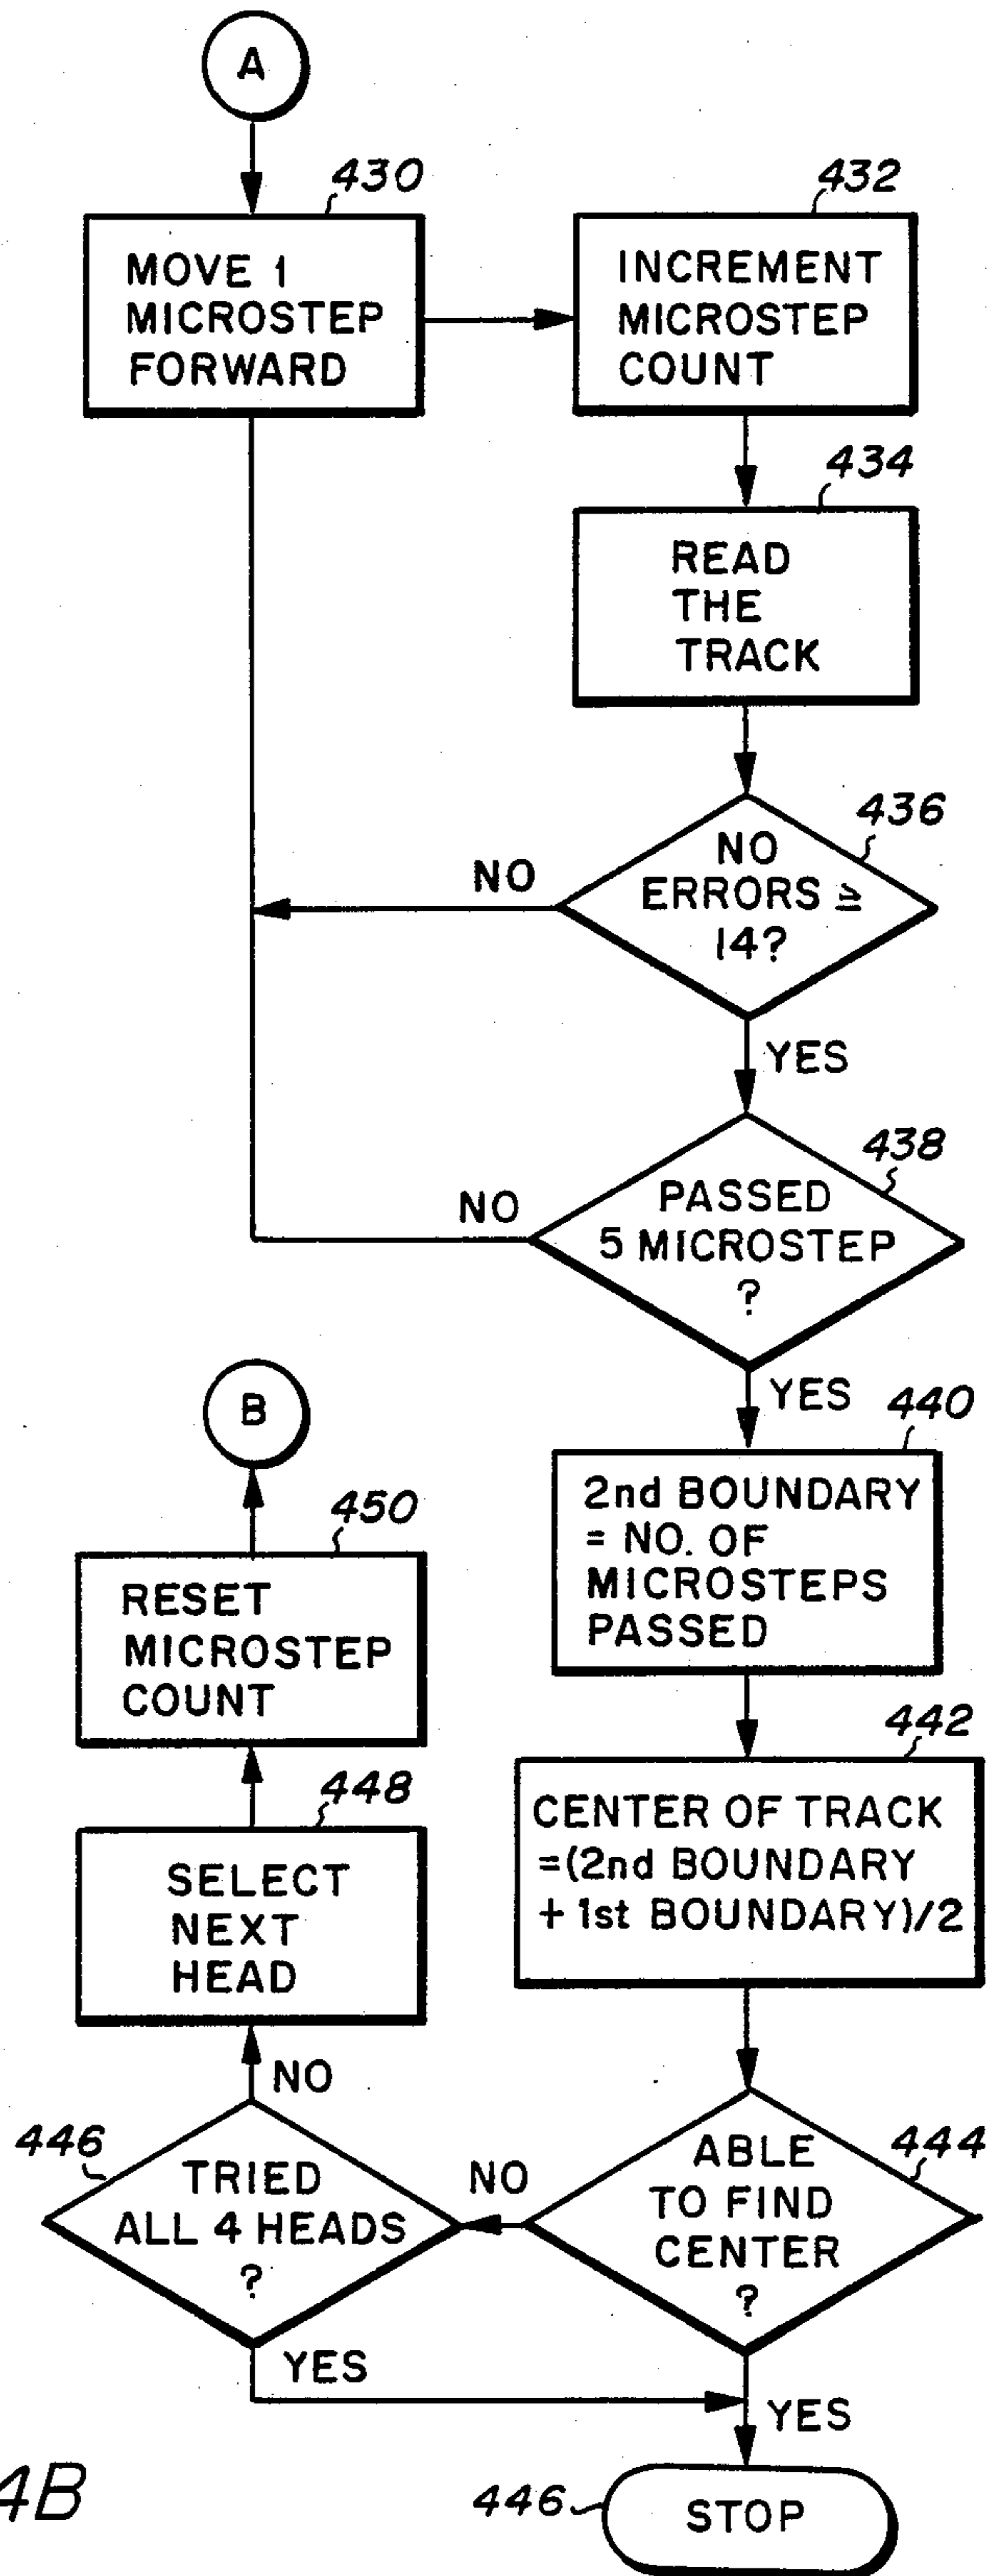 A
430
MOVE 1
MICROSTEP
FORWARD
432
INCREMENT
MICROSTEP
COUNT
434
READ
THE
TRACK
436
NO
ERRORS ≥
14?
NO
YES
438
PASSED
5 MICROSTEP
?
NO
YES
440
2nd BOUNDARY
= NO. OF
MICROSTEPS
PASSED
442
CENTER OF TRACK
=(2nd BOUNDARY
+ 1st BOUNDARY)/2
444
ABLE
TO FIND
CENTER
?
NO
YES
446
TRIED
ALL 4 HEADS
?
NO
YES
448
SELECT
NEXT
HEAD
450
RESET
MICROSTEP
COUNT
B
446
STOP
4B